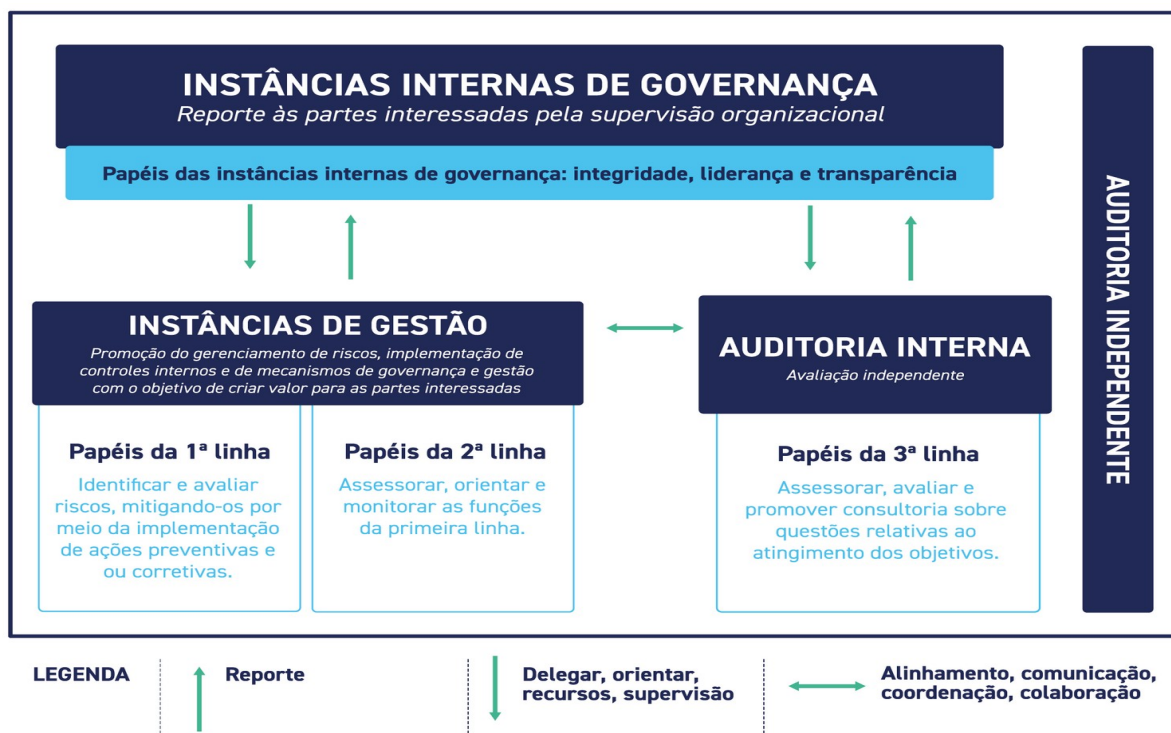 INSTÂNCIAS INTERNAS DE GOVERNANÇA
Reporte às partes interessadas pela supervisão organizacional
Papéis das instâncias internas de governança: integridade, liderança e transparência
INSTÂNCIAS DE GESTÃO
Promoção do gerenciamento de riscos, implementação de
controles internos e de mecanismos de governança e gestão
com o objetivo de criar valor para as partes interessadas
Papéis da 1ª linha
Identificar e avaliar
riscos, mitigando-os por
meio da implementação
de ações preventivas e
ou corretivas.
Papéis da 2ª linha
Assessorar, orientar e
monitorar as funções
da primeira linha.
AUDITORIA INTERNA
Avaliação independente
Papéis da 3ª linha
Assessorar, avaliar e
promover consultoria sobre
questões relativas ao
atingimento dos objetivos.
AUDITORIA INDEPENDENTE
LEGENDA
Reporte
Delegar, orientar,
recursos, supervisão
Alinhamento, comunicação,
coordenação, colaboração